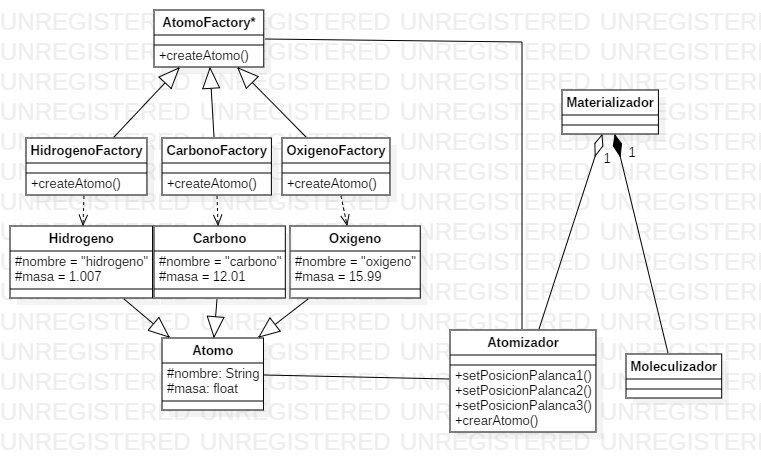 AtomoFactory*
+createAtomo()
Materializador
1
1
HidrogenoFactory
+createAtomo()
CarbonoFactory
+createAtomo()
OxigenoFactory
+createAtomo()
Hidrogeno
#nombre = "hidrogeno"
#masa = 1.007
Carbono
#nombre = "carbono"
#masa = 12.01
Oxigeno
#nombre = "oxigeno"
#masa = 15.99
Atomo
#nombre: String
#masa: float
Atomizador
+setPosicionPalanca1()
+setPosicionPalanca2()
+setPosicionPalanca3()
+crearAtomo()
Moleculizador
UNREGISTERED UNREGISTERED UNREGISTERED UNREGISTERED